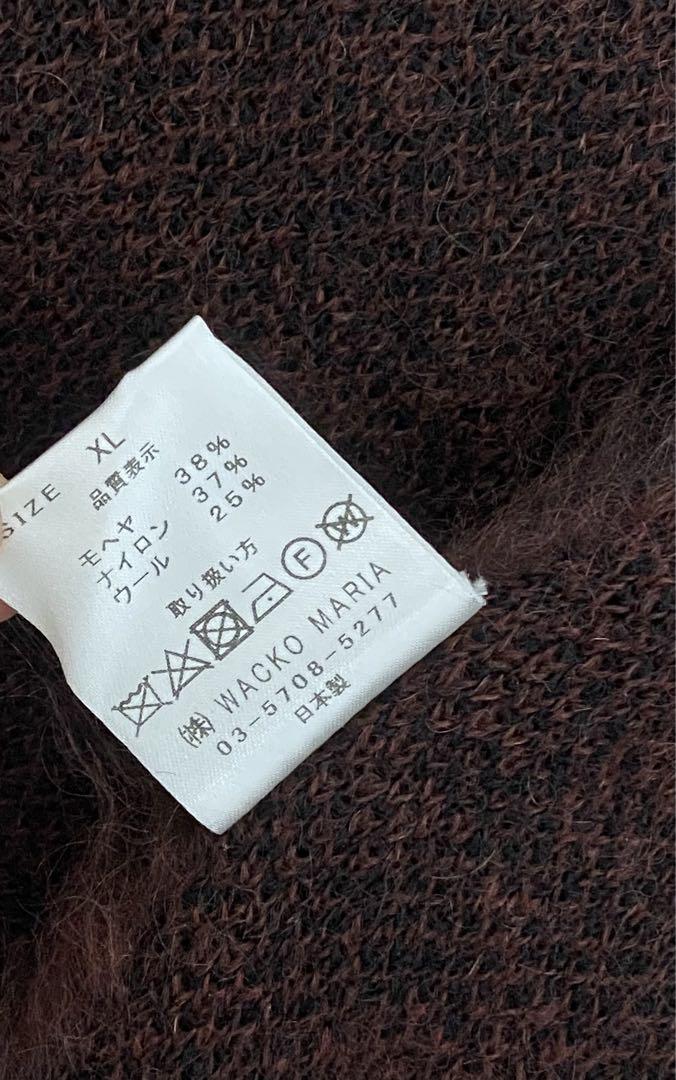 SIZE XL
品質表示
モヘヤ 38%
ナイロン 37%
ウール 25%
取り扱い方
F W
㈱ WACKO MARIA
03-5708-5277
日本製